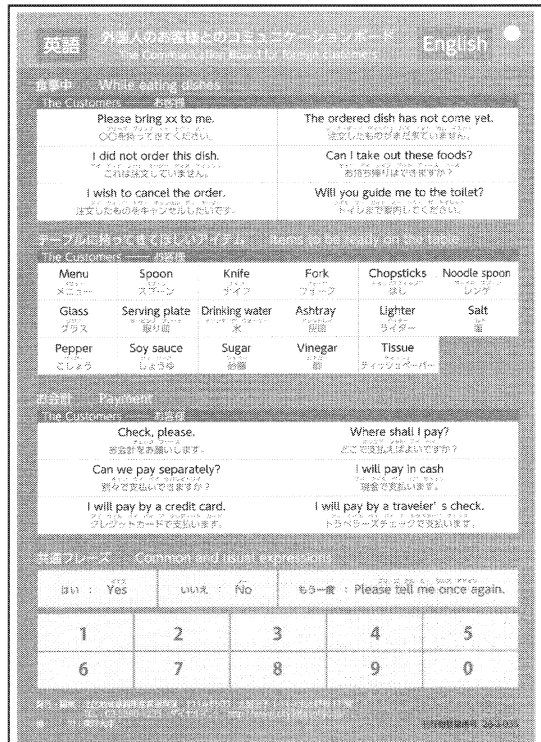 英語 外国人のお客様とのコミュニケーションボード English
The Communication Board for foreign customers
食事中 While eating dishes
The Customers お客様
Please bring xx to me. The ordered dish has not come yet.
〇〇を持ってきてください。 注文したものがまだ来ていません。
I did not order this dish. Can I take out these foods?
これは注文していません。 お持ち帰りはできますか?
I wish to cancel the order. Will you guide me to the toilet?
注文したものをキャンセルしたいです。 トイレまで案内してください。
テーブルに持ってきてほしいアイテム Items to be ready on the table
The Customers お客様
Menu Spoon Knife Fork Chopsticks Noodle spoon
メニュー スプーン ナイフ フォーク はし レンゲ
Glass Serving plate Drinking water Ashtray Lighter Salt
グラス 取り皿 水 灰皿 ライター 塩
Pepper Soy sauce Sugar Vinegar Tissue
こしょう しょうゆ 砂糖 酢 ティッシュペーパー
お会計 Payment
The Customers お客様
Check, please. Where shall I pay?
お会計をお願いします。 どこで支払えばよいですか?
Can we pay separately? I will pay in cash
別々で支払いできますか? 現金で支払います。
I will pay by a credit card. I will pay by a traveler's check.
クレジットカードで支払います。 トラベラーズチェックで支払います。
共通フレーズ Common and usual expressions
はい : Yes いいえ : No もう一度 : Please tell me once again.
1 2 3 4 5
6 7 8 9 0